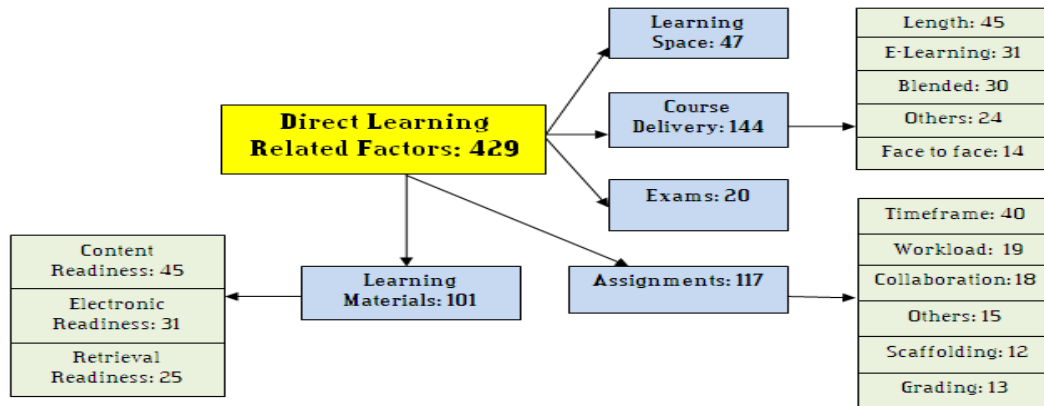 Learning
Space: 47
Length: 45
E-Learning: 31
Blended: 30
Others: 24
Face to face: 14
Direct Learning
Related Factors: 429
Course
Delivery: 144
Exams: 20
Timeframe: 40
Workload: 19
Collaboration: 18
Others: 15
Scaffolding: 12
Grading: 13
Content
Readiness: 45
Electronic
Readiness: 31
Retrieval
Readiness: 25
Learning
Materials: 101
Assignments: 117